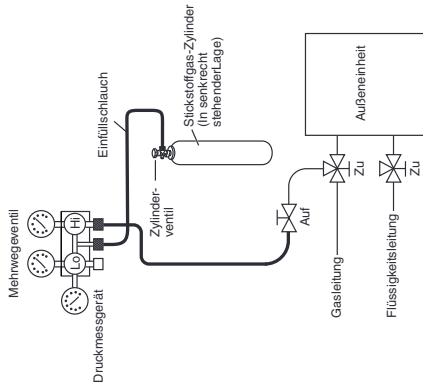 Mehrwegeventil
Hi
Lo
Druckmessgerät
Einfüllschlauch
Zylinder-
ventil
Stickstoffgas-Zylinder
(In senkrecht
stehenderLage)
Auf
Gasleitung
Zu
Flüssigkeitsleitung
Zu
Außeneinheit